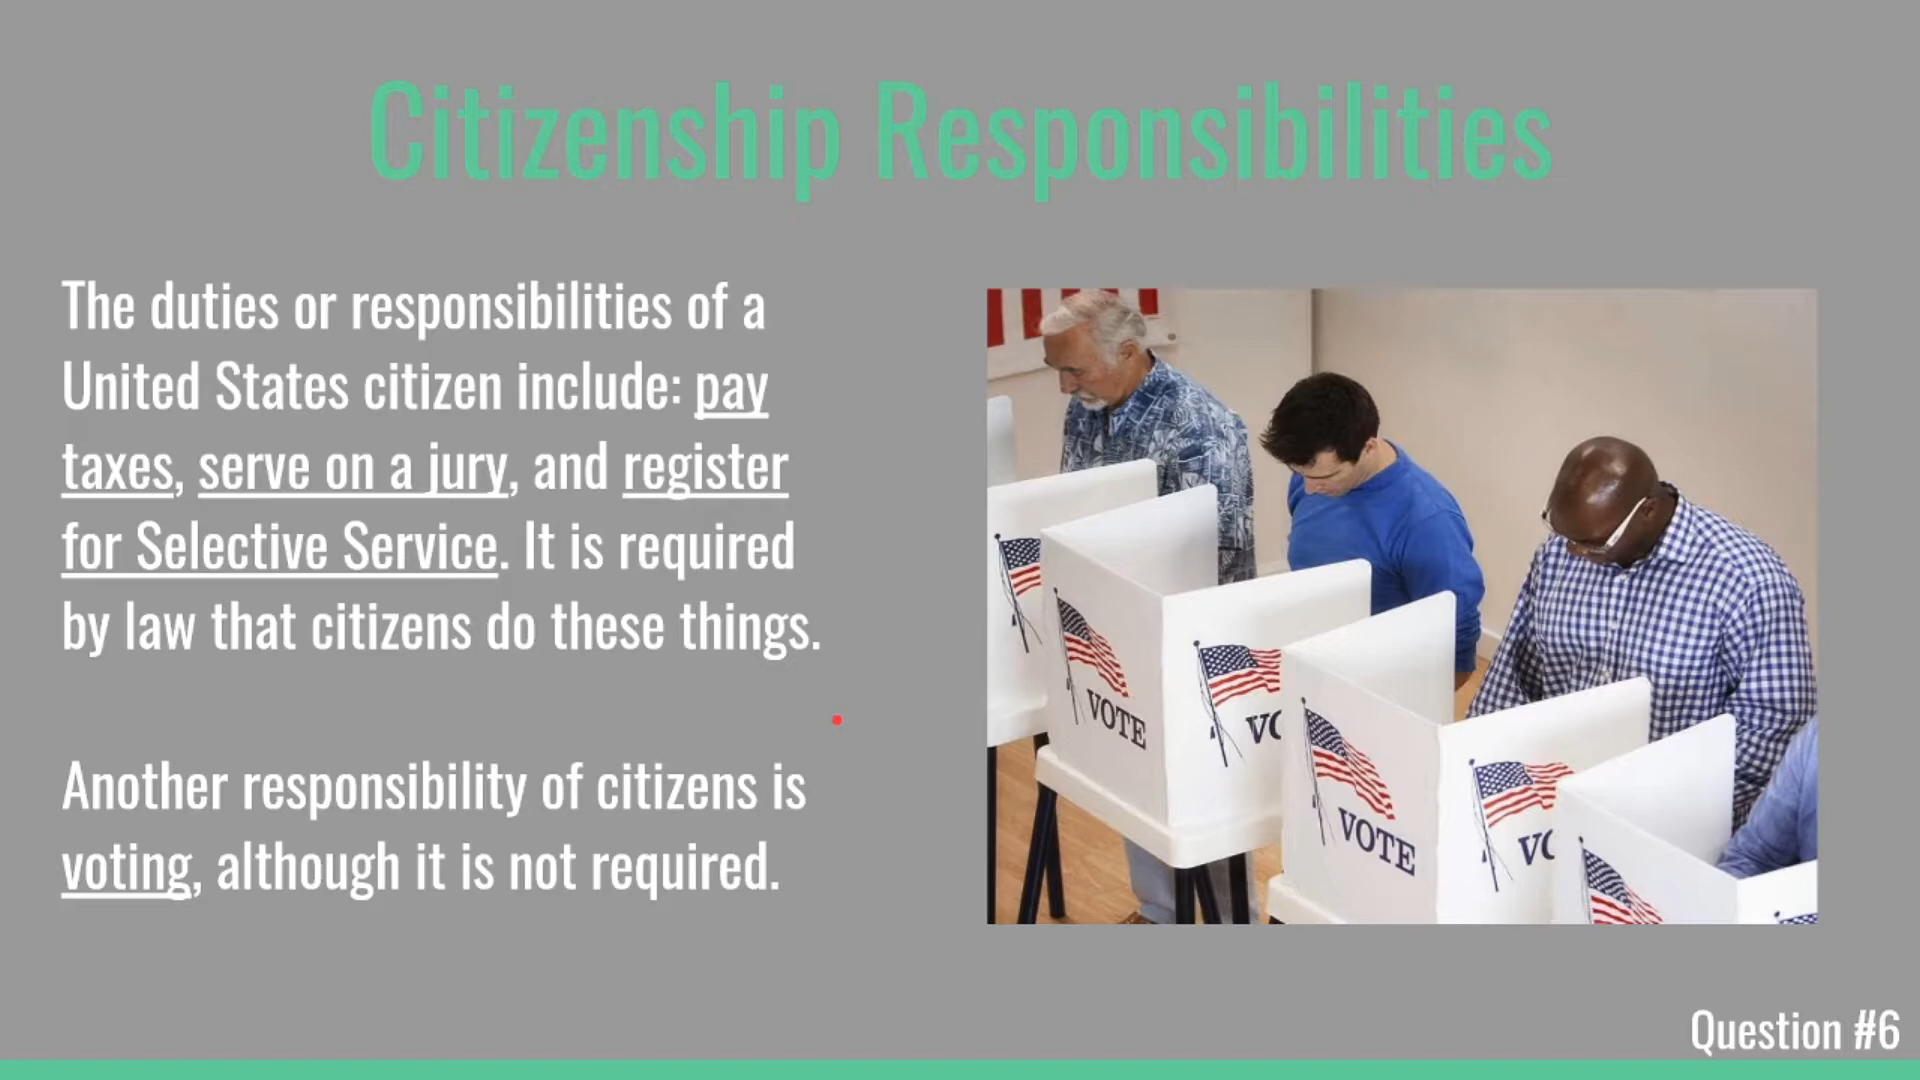 Citizenship Responsibilities
The duties or responsibilities of a
United States citizen include: pay
taxes, serve on a jury, and register
for Selective Service. It is required
by law that citizens do these things.
Another responsibility of citizens is
voting, although it is not required.
VOTE
VO
VOTE
VO
Question #6